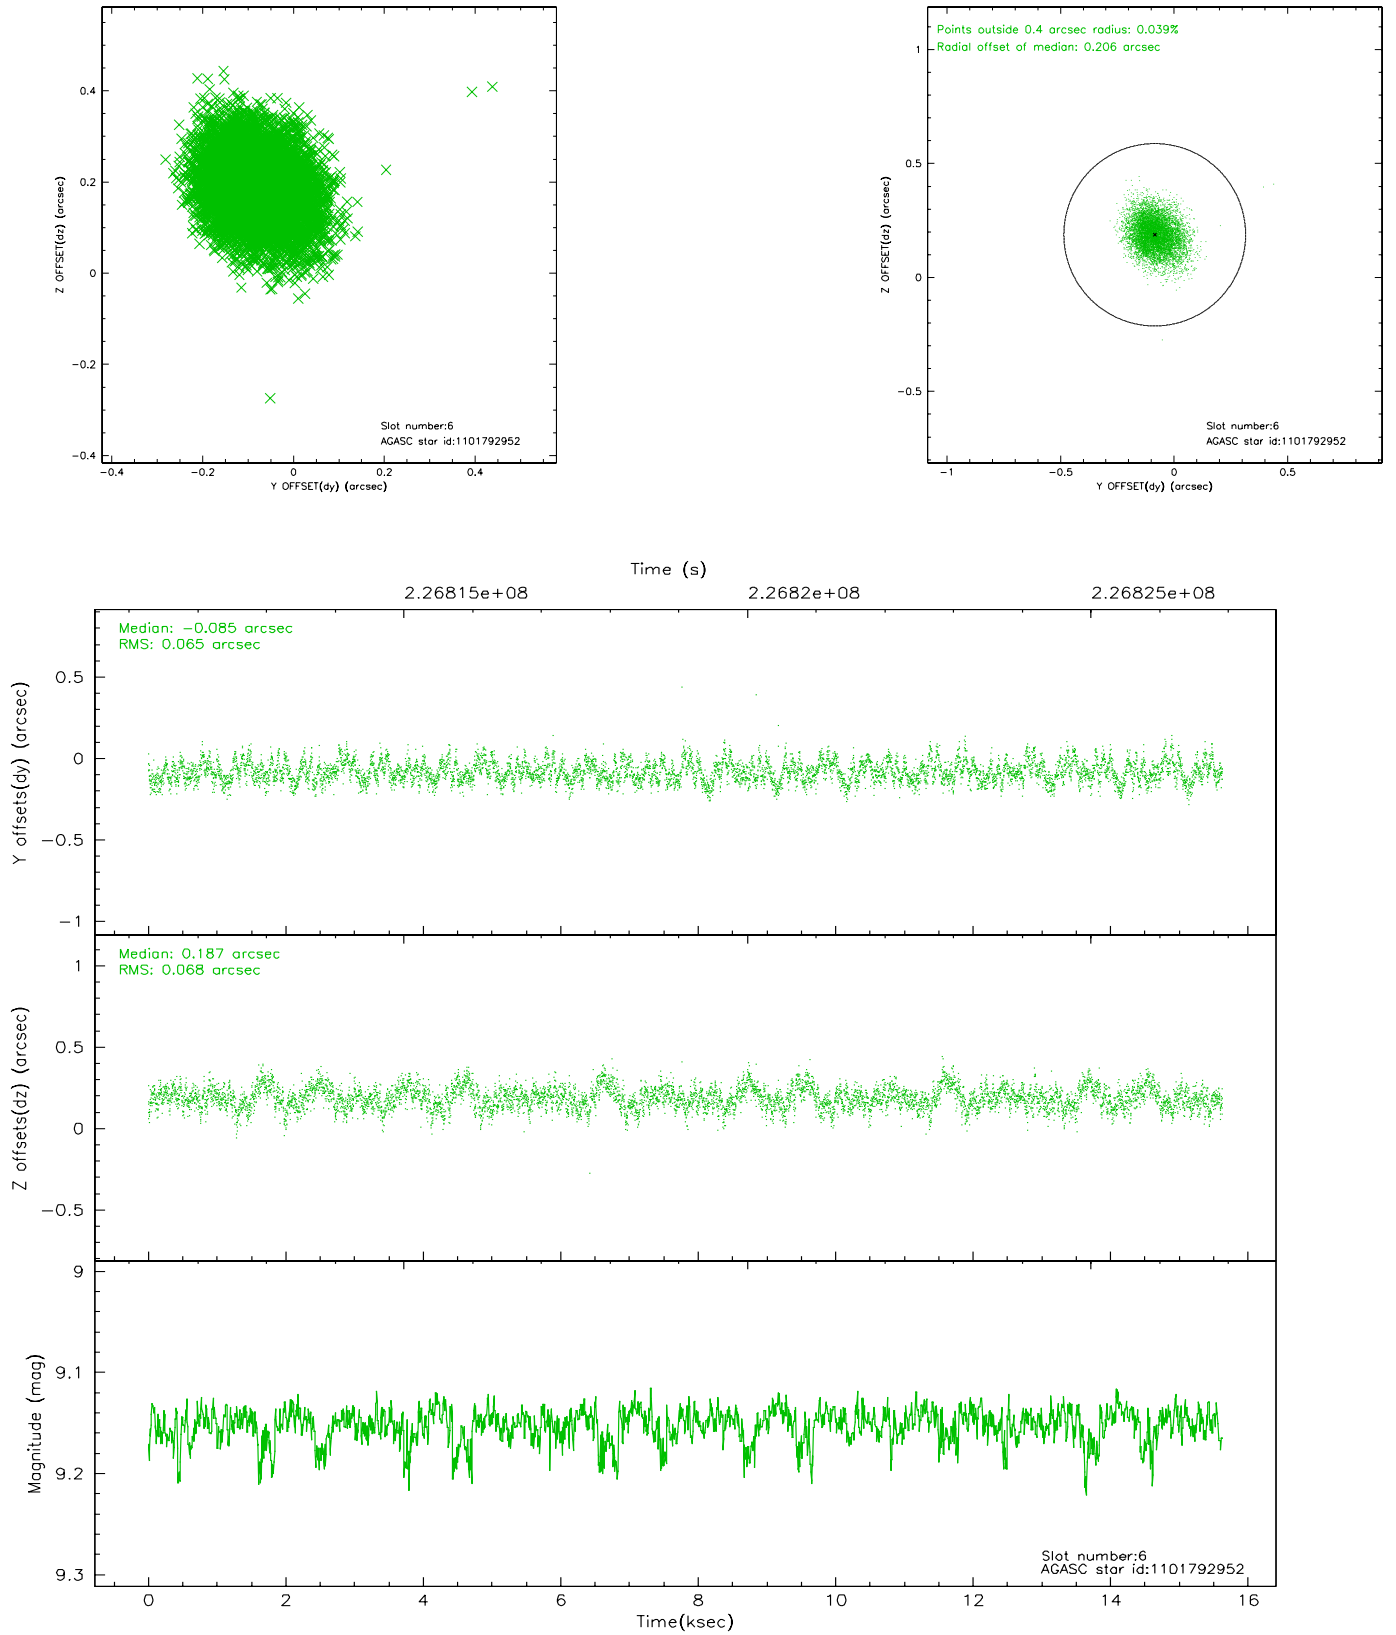 0.4
0.2
0
−0.2
−0.4
−0.4
−0.2
0
0.2
0.4
Z OFFSET(dz) (arcsec)
Y OFFSET(dy) (arcsec)
Slot number:6
AGASC star id:1101792952
Points outside 0.4 arcsec radius: 0.039%
Radial offset of median: 0.206 arcsec
1
0.5
0
−0.5
−1
−0.5
0
0.5
Z OFFSET(dz) (arcsec)
Y OFFSET(dy) (arcsec)
Slot number:6
AGASC star id:1101792952
Time (s)
2.26815e+08
2.2682e+08
2.26825e+08
Median: −0.085 arcsec
RMS: 0.065 arcsec
0.5
0
−0.5
−1
Y offsets(dy) (arcsec)
Median: 0.187 arcsec
RMS: 0.068 arcsec
1
0.5
0
−0.5
Z offsets(dz) (arcsec)
9
9.1
9.2
9.3
Magnitude (mag)
Slot number:6
AGASC star id:1101792952
0
2
4
6
8
10
12
14
16
Time(ksec)